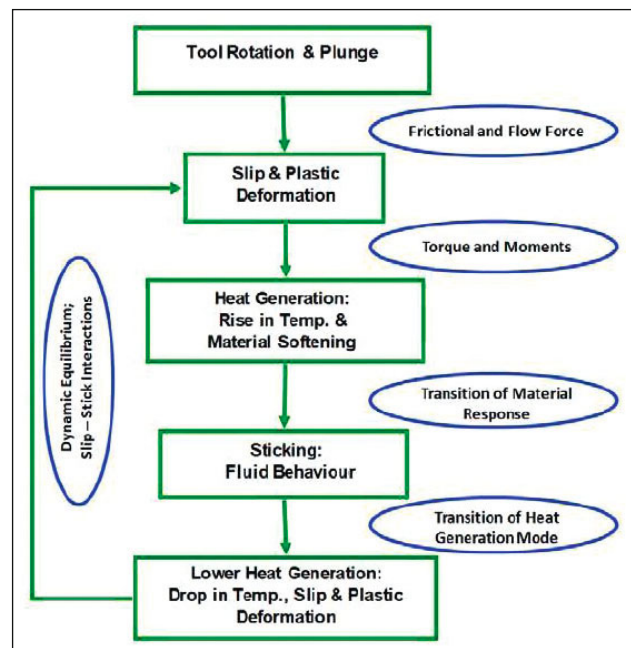 Tool Rotation & Plunge
Frictional and Flow Force
Slip & Plastic
Deformation
Torque and Moments
Heat Generation:
Rise in Temp. &
Material Softening
Dynamic Equilibrium;
Slip – Stick Interactions
Transition of Material
Response
Sticking:
Fluid Behaviour
Transition of Heat
Generation Mode
Lower Heat Generation:
Drop in Temp., Slip & Plastic
Deformation